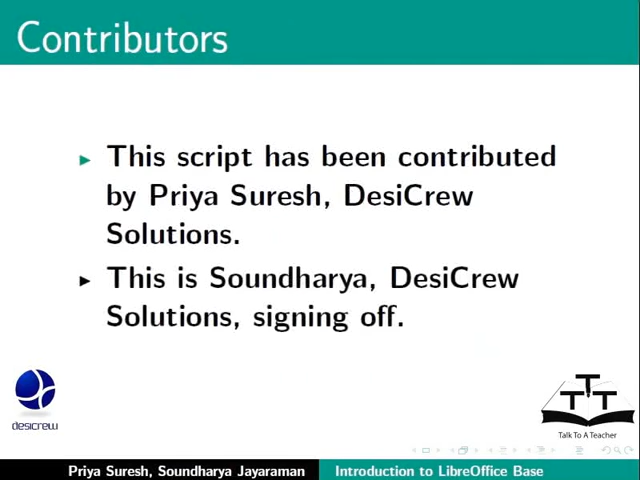 Contributors
This script has been contributed
by Priya Suresh, DesiCrew
Solutions.
This is Soundharya, DesiCrew
Solutions, signing off.
desicrew
TTT
Talk To A Teacher
Priya Suresh, Soundharya Jayaraman
Introduction to LibreOffice Base